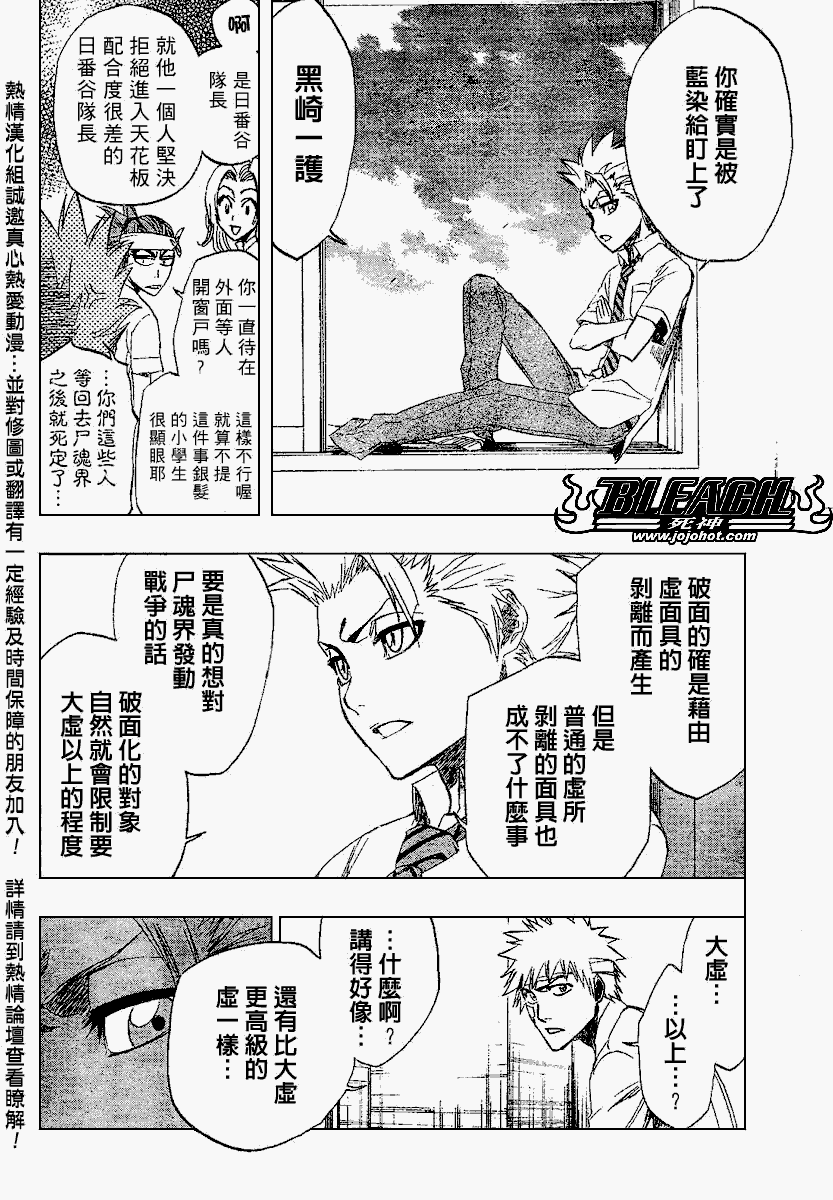 你確實是被
藍染給盯上了
黑崎一護
啊
是日番谷
隊長
就他一個人堅決
拒絕進入天花板
配合度很差的
日番谷隊長
你一直待在
外面等人
開窗戸嗎？
這樣不行喔
就算不提
這件事銀髮
的小學生
很顯眼耶
…你們這些人
等回去尸魂界
之後就死定了…
BLEACH
死神
www.jojohot.com
破面的確是藉由
虛面具的
剝離而產生
但是
普通的虛所
剝離的面具也
成不了什麼事
要是真的想對
尸魂界發動
戰爭的話
破面化的對象
自然就會限制要
大虛以上的程度
大虛…
…以上…？
…什麼啊？
講得好像…
還有比大虛
更高級的
虛一樣…
熱情漢化組誠邀真心熱愛動漫…並對修圖或翻譯有一定經驗及時間保障的朋友加入！ 詳情請到熱情論壇查看瞭解！